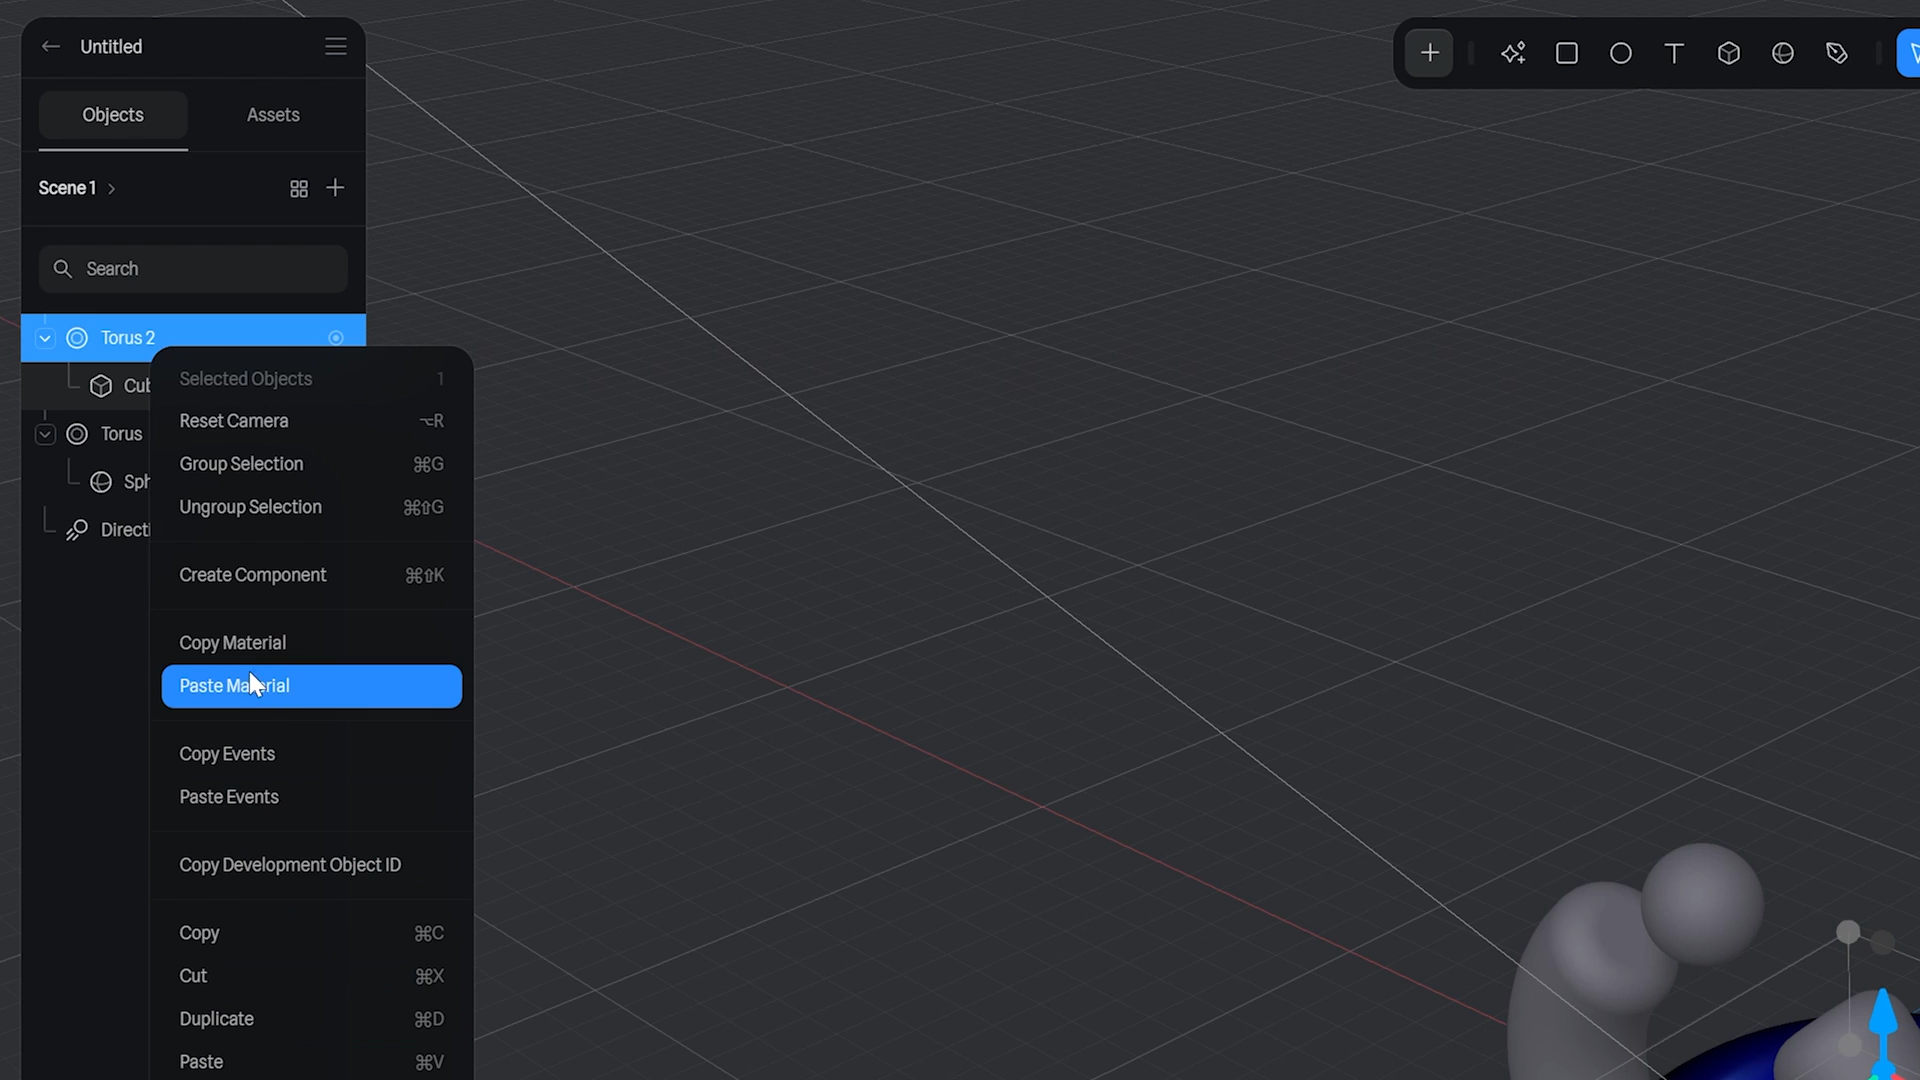 Untitled
Objects
Assets
Scene 1
Search
Torus 2
Cub
Torus
Sph
Directi
Selected Objects 1
Reset Camera ⌥R
Group Selection ⌘G
Ungroup Selection ⌘⇧G
Create Component ⌘⇧K
Copy Material
Paste Material
Copy Events
Paste Events
Copy Development Object ID
Copy ⌘C
Cut ⌘X
Duplicate ⌘D
Paste ⌘V